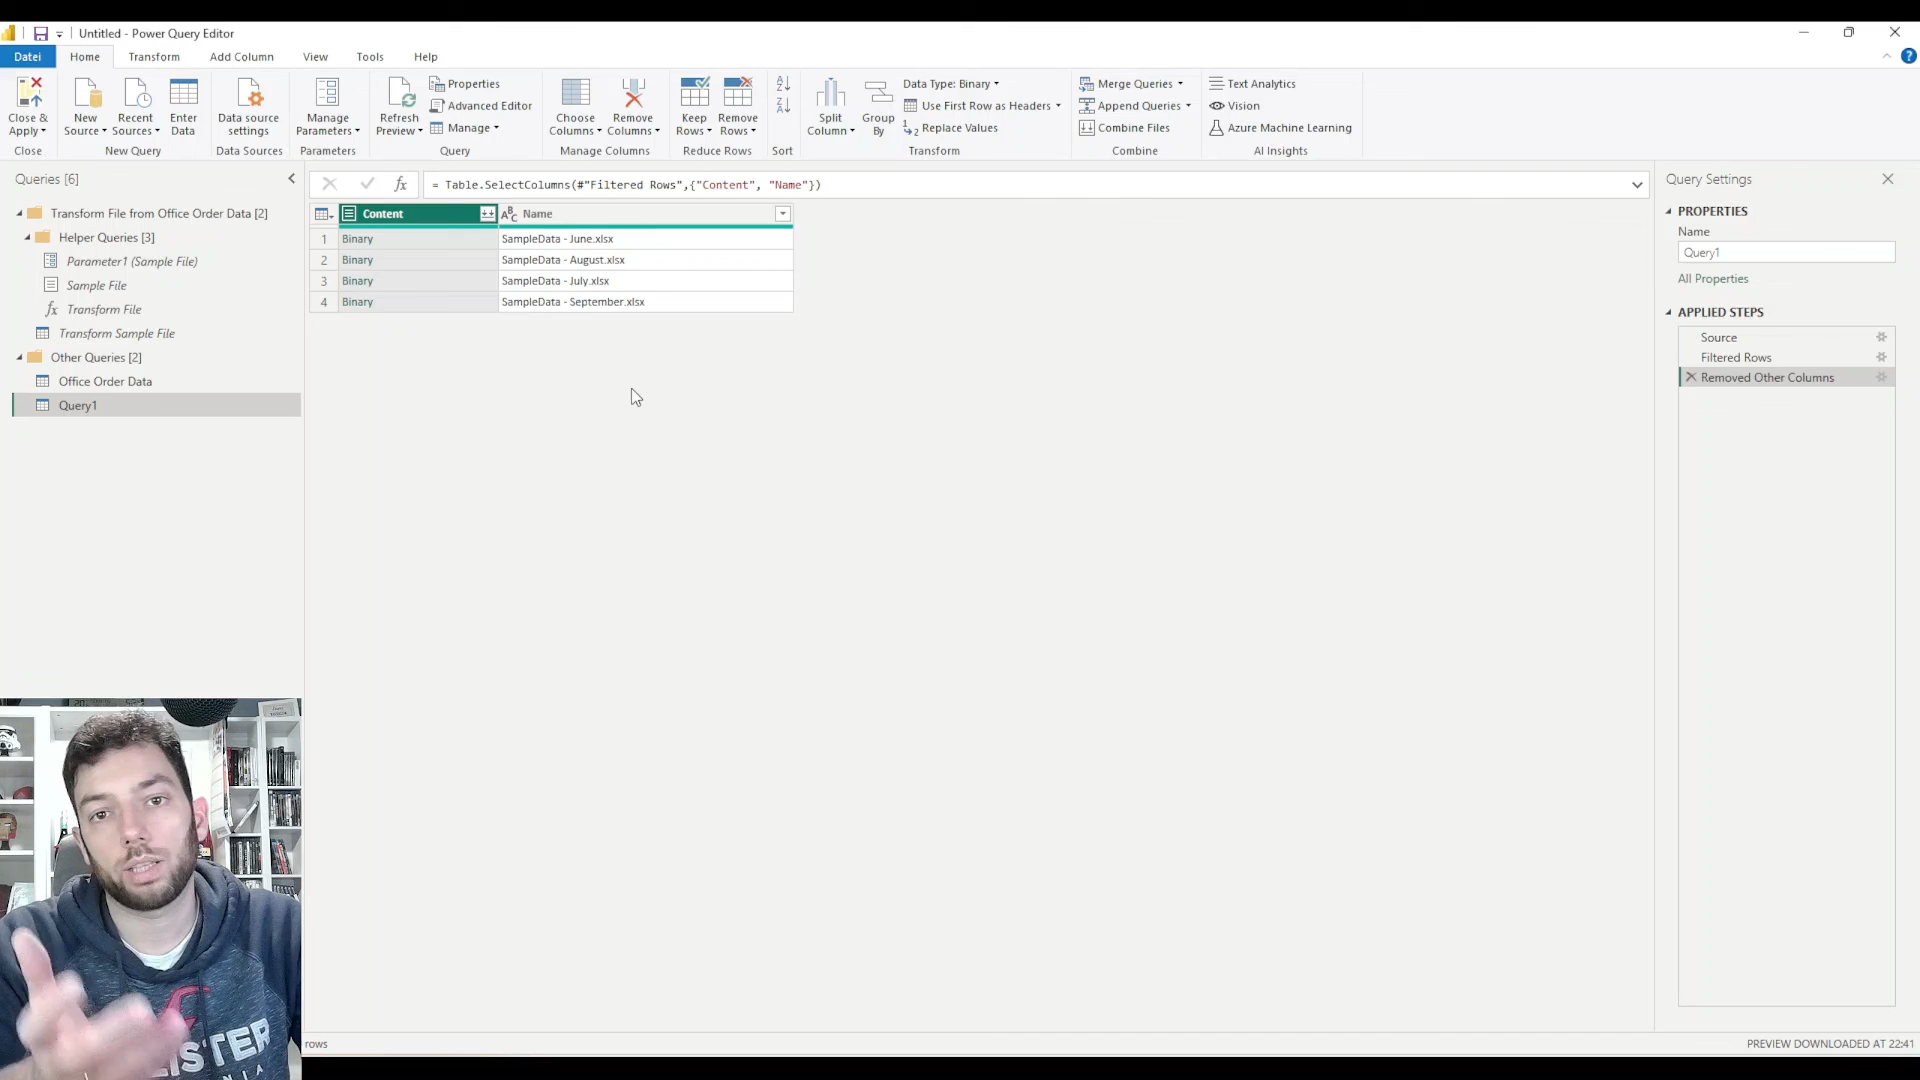 Untitled - Power Query Editor
Datei
Home
Transform
Add Column
View
Tools
Help
Close &
Apply
New
Source
Recent
Sources
Enter
Data
Data source
settings
Manage
Parameters
Refresh
Preview
Properties
Advanced Editor
Manage
Choose
Columns
Remove
Columns
Keep
Rows
Remove
Rows
Split
Column
Group
By
Data Type: Binary
Use First Row as Headers
Replace Values
Merge Queries
Append Queries
Combine Files
Text Analytics
Vision
Azure Machine Learning
Close
New Query
Data Sources
Parameters
Query
Manage Columns
Reduce Rows
Sort
Transform
Combine
AI Insights
Queries [6]
Transform File from Office Order Data [2]
Helper Queries [3]
Parameter1 (Sample File)
Sample File
fx Transform File
Transform Sample File
Other Queries [2]
Office Order Data
Query1
fx = Table.SelectColumns(#"Filtered Rows",{"Content", "Name"})
Content
ABC Name
1 Binary SampleData - June.xlsx
2 Binary SampleData - August.xlsx
3 Binary SampleData - July.xlsx
4 Binary SampleData - September.xlsx
Query Settings
PROPERTIES
Name
Query1
All Properties
APPLIED STEPS
Source
Filtered Rows
Removed Other Columns
rows
PREVIEW DOWNLOADED AT 22:41